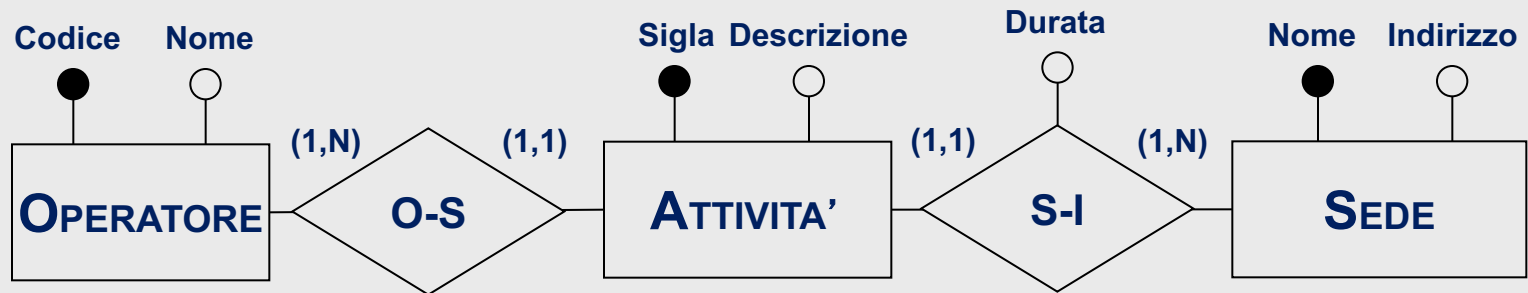 Codice Nome Sigla Descrizione Durata Nome Indirizzo
(1,N) (1,1) (1,1) (1,N)
OPERATORE O-S ATTIVITA’ S-I SEDE